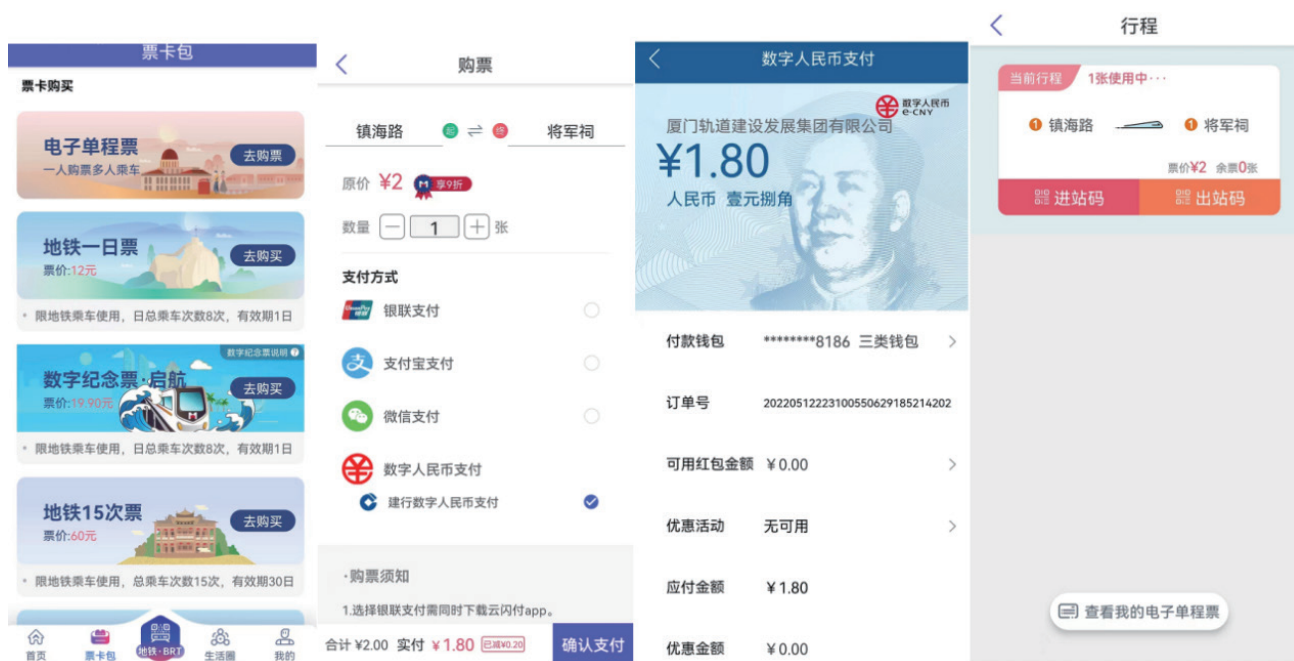 票卡包
票卡购买
电子单程票
一人购票多人乘车
去购票
地铁一日票
票价:12元
去购买
· 限地铁乘车使用，日总乘车次数8次，有效期1日
数字纪念票说明
数字纪念票·启航
票价:19.90元
去购买
· 限地铁乘车使用，日总乘车次数8次，有效期1日
地铁15次票
票价:60元
去购买
· 限地铁乘车使用，总乘车次数15次，有效期30日
首页
票卡包
地铁·BRT
生活圈
我的
购票
镇海路 起 终 将军祠
原价 ¥2 享9折
数量 1 张
支付方式
银联支付
支付宝支付
微信支付
数字人民币支付
建行数字人民币支付
·购票须知
1.选择银联支付需同时下载云闪付app。
合计 ¥2.00 实付 ¥1.80 已减¥0.20 确认支付
数字人民币支付
数字人民币
e-CNY
厦门轨道建设发展集团有限公司
¥1.80
人民币 壹元捌角
付款钱包 ********8186 三类钱包
订单号 20220512223100550629185214202
可用红包金额 ¥0.00
优惠活动 无可用
应付金额 ¥1.80
优惠金额 ¥0.00
行程
当前行程 1张使用中···
1 镇海路 1 将军祠
票价¥2 余票0张
进站码 出站码
查看我的电子单程票